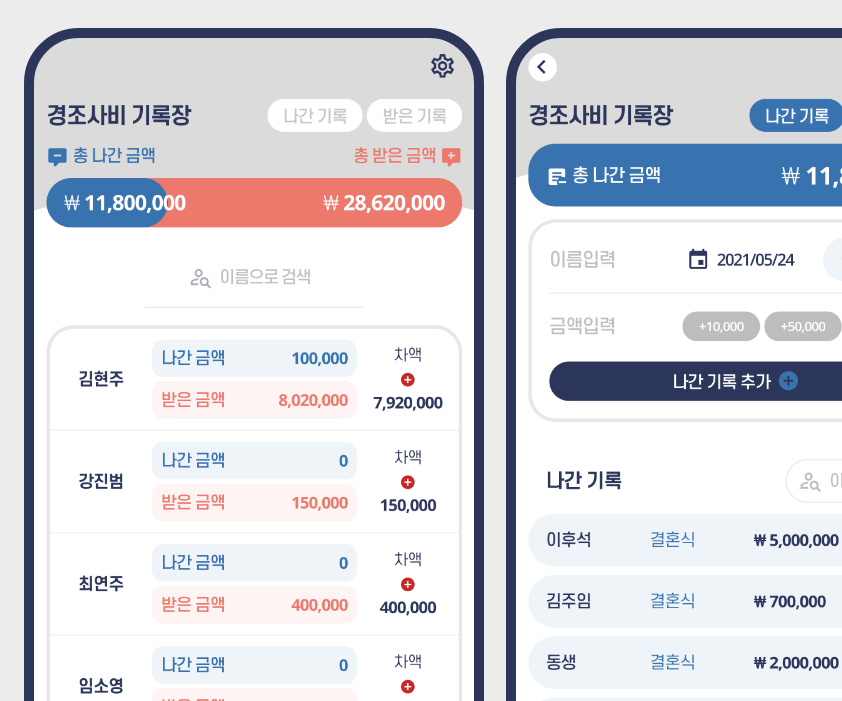 경조사비 기록장
나간 기록
받은 기록
총 나간 금액
총 받은 금액
₩ 11,800,000
₩ 28,620,000
이름으로 검색
김현주
나간 금액 100,000
받은 금액 8,020,000
차액
7,920,000
강진범
나간 금액 0
받은 금액 150,000
차액
150,000
최연주
나간 금액 0
받은 금액 400,000
차액
400,000
임소영
나간 금액 0
차액
경조사비 기록장
나간 기록
총 나간 금액
₩ 11,8
이름입력
2021/05/24
금액입력
+10,000
+50,000
나간 기록 추가
나간 기록
이후석 결혼식 ₩ 5,000,000
김주임 결혼식 ₩ 700,000
동생 결혼식 ₩ 2,000,000